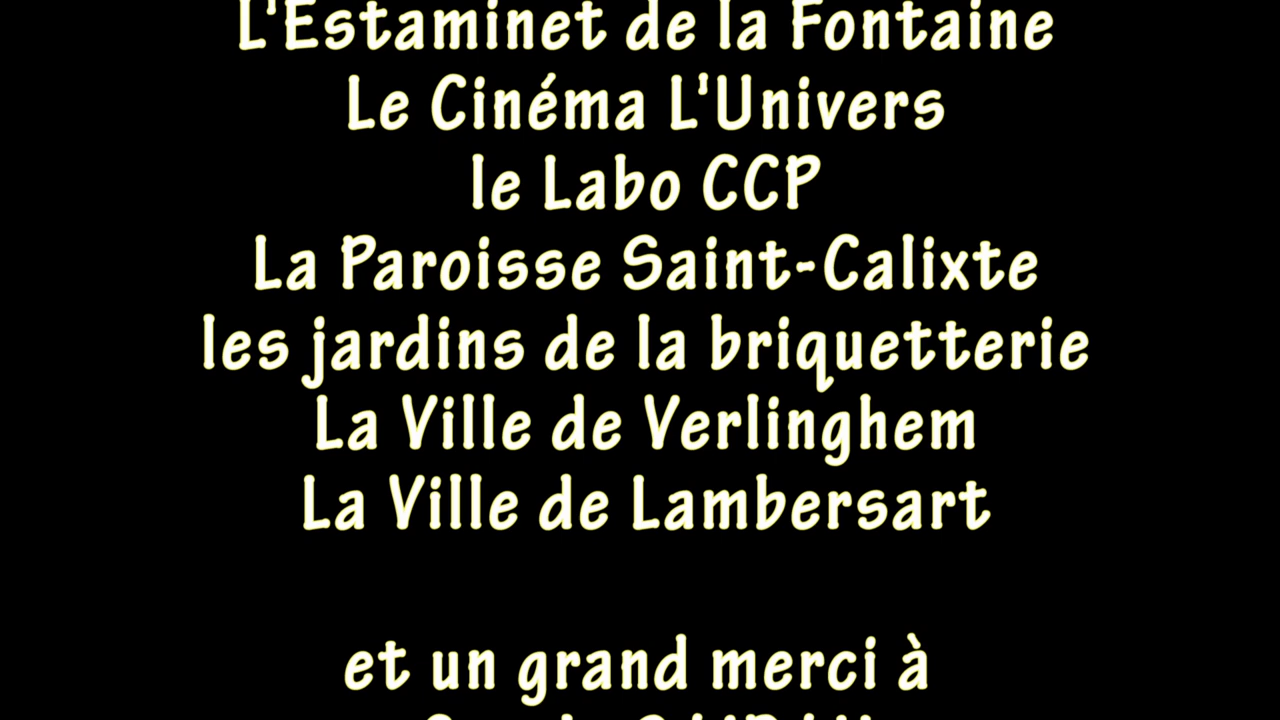 L'Estaminet de la Fontaine
Le Cinéma L'Univers
le Labo CCP
La Paroisse Saint-Calixte
les jardins de la briquetterie
La Ville de Verlinghem
La Ville de Lambersart
et un grand merci à